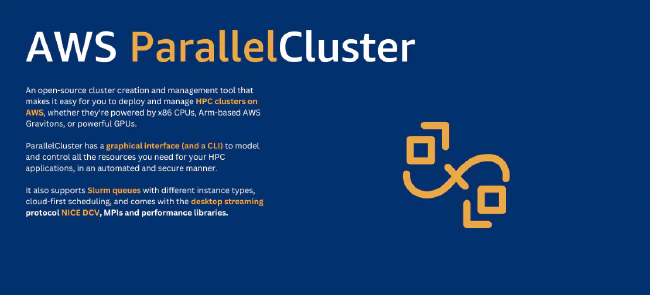 AWS ParallelCluster
An open-source cluster creation and management tool that
makes it easy for you to deploy and manage HPC clusters on
AWS, whether they're powered by x86 CPUs, Arm-based AWS
Gravitons, or powerful GPUs.
ParallelCluster has a graphical interface (and a CLI) to model
and control all the resources you need for your HPC
applications, in an automated and secure manner.
It also supports Slurm queues with different instance types,
cloud-first scheduling, and comes with the desktop streaming
protocol NICE DCV, MPIs and performance libraries.